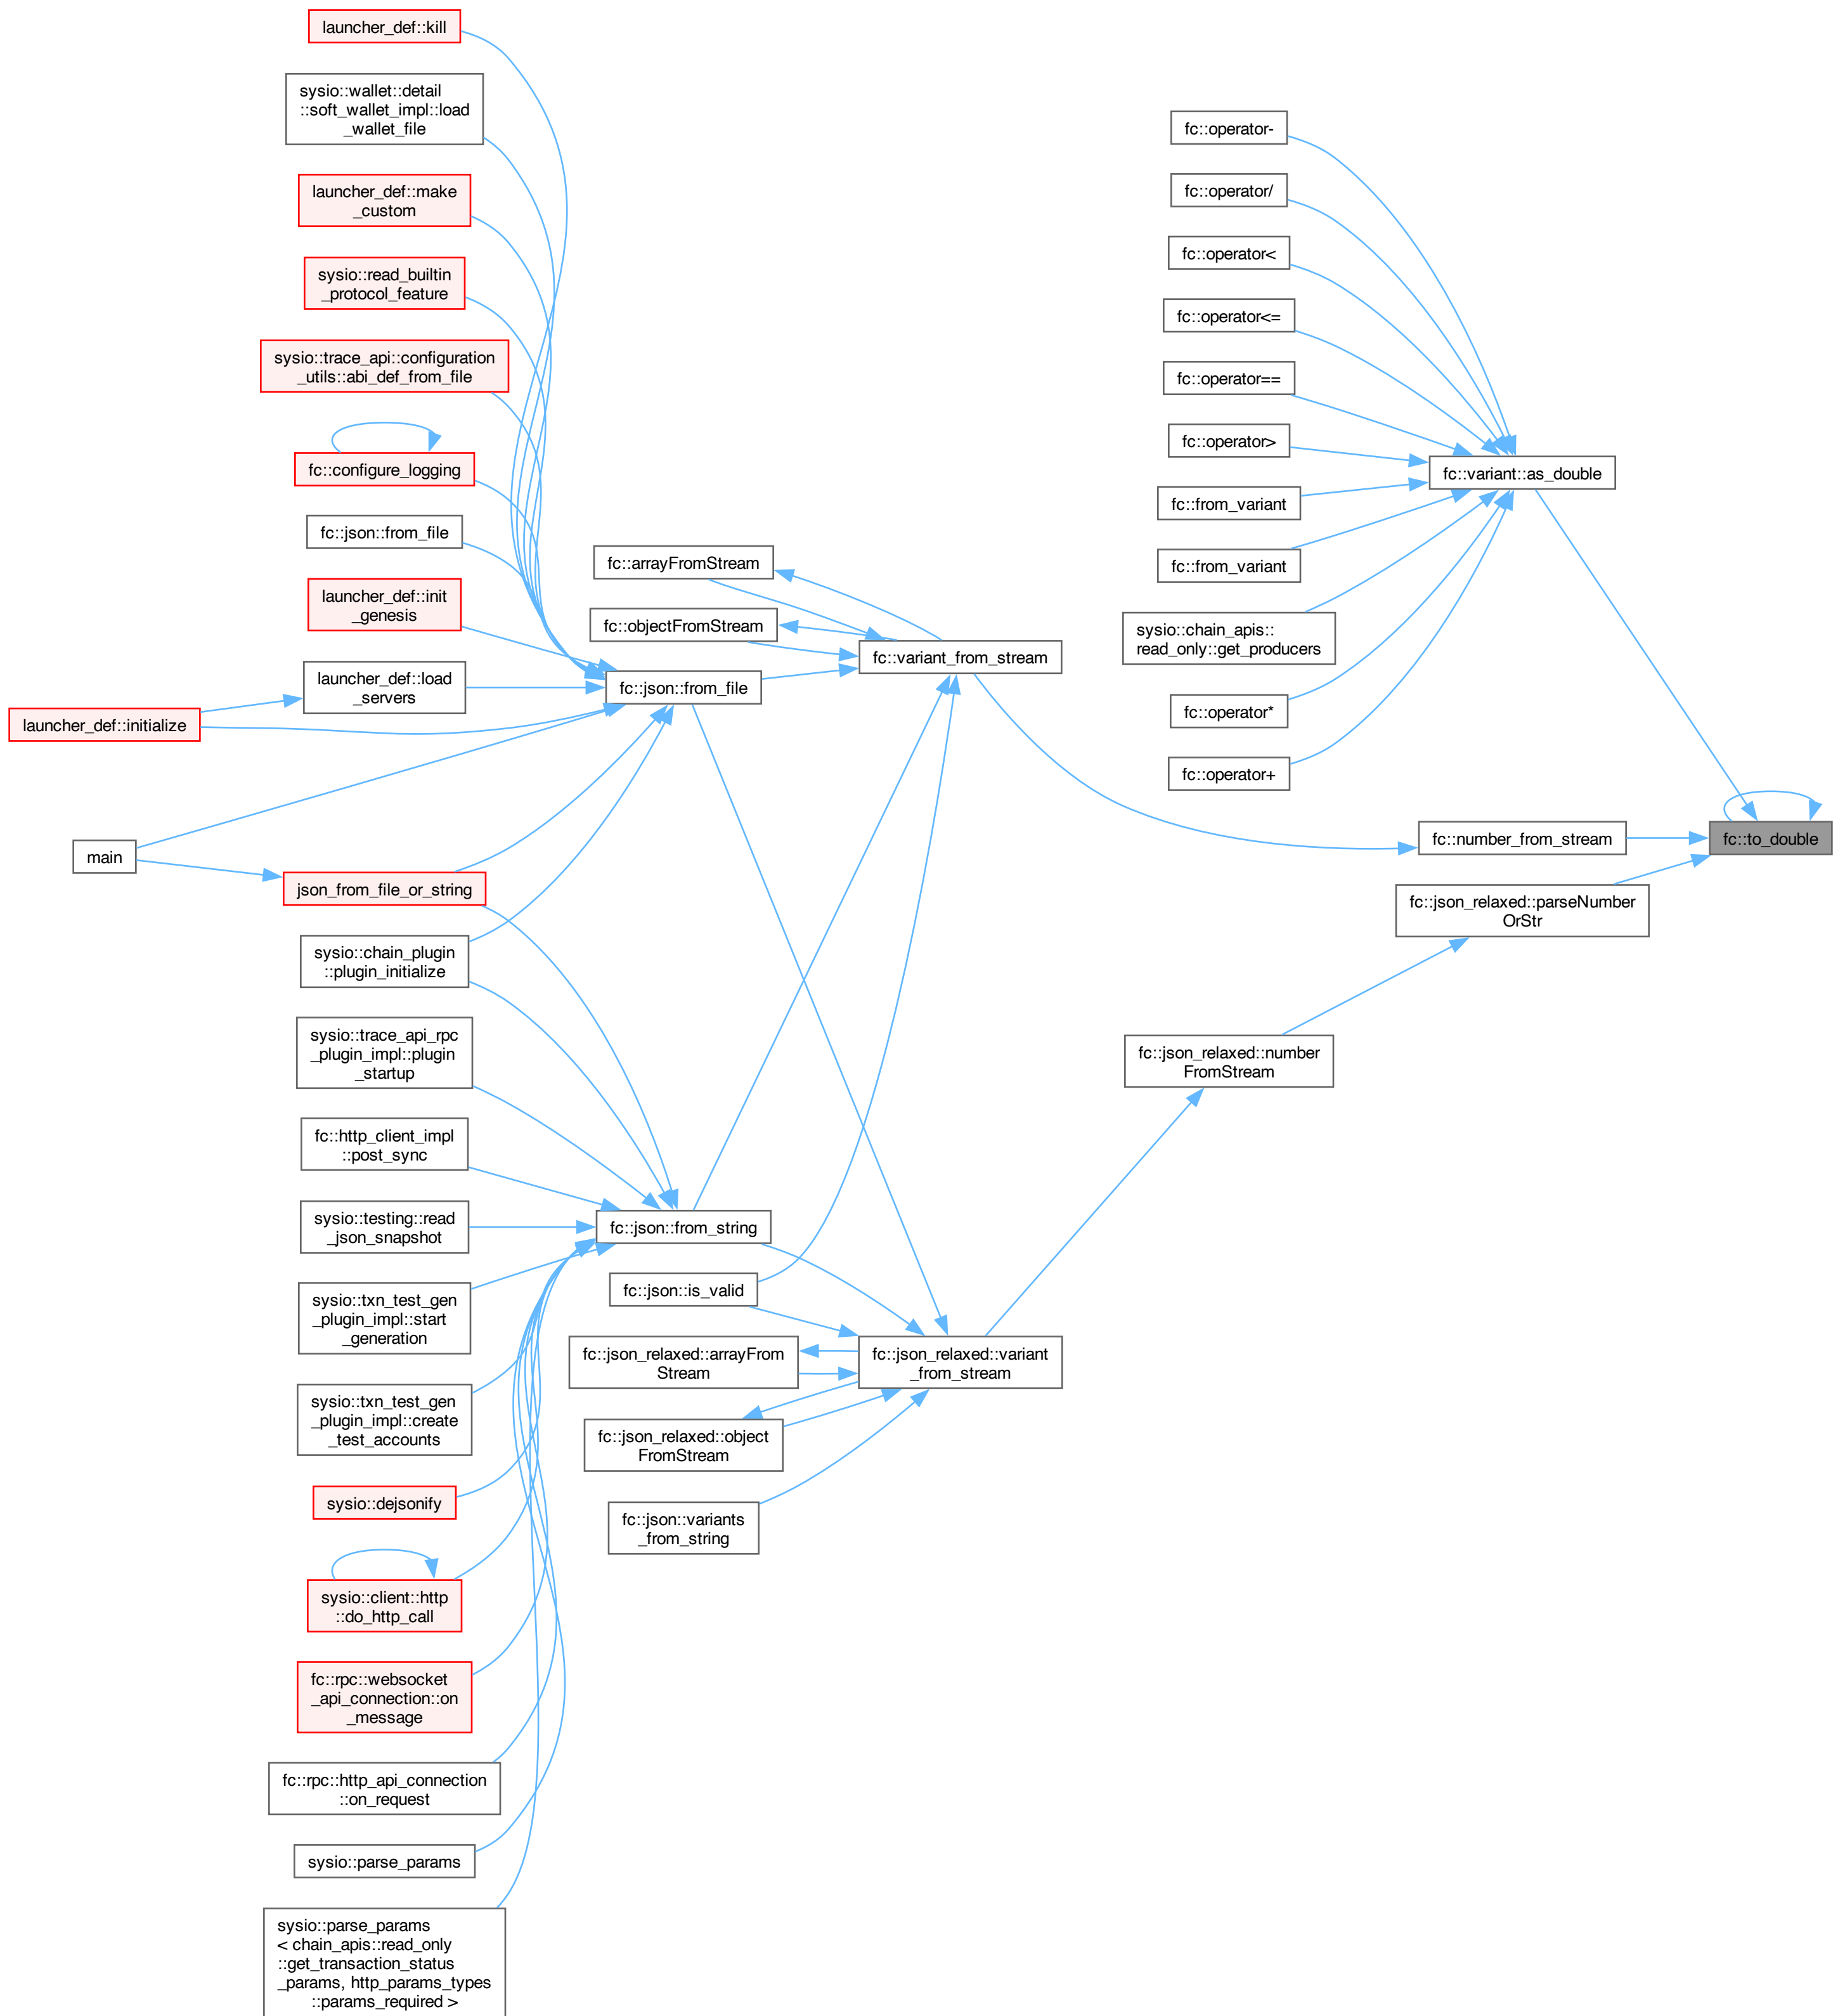 launcher_def::kill
sysio::wallet::detail
::soft_wallet_impl::load
_wallet_file
launcher_def::make
_custom
sysio::read_builtin
_protocol_feature
sysio::trace_api::configuration
_utils::abi_def_from_file
fc::configure_logging
fc::json::from_file
launcher_def::init
_genesis
launcher_def::load
_servers
launcher_def::initialize
main
json_from_file_or_string
sysio::chain_plugin
::plugin_initialize
sysio::trace_api_rpc
_plugin_impl::plugin
_startup
fc::http_client_impl
::post_sync
sysio::testing::read
_json_snapshot
sysio::txn_test_gen
_plugin_impl::start
_generation
sysio::txn_test_gen
_plugin_impl::create
_test_accounts
sysio::dejsonify
sysio::client::http
::do_http_call
fc::rpc::websocket
_api_connection::on
_message
fc::rpc::http_api_connection
::on_request
sysio::parse_params
sysio::parse_params
< chain_apis::read_only
::get_transaction_status
_params, http_params_types
::params_required >
fc::arrayFromStream
fc::objectFromStream
fc::json::from_file
fc::variant_from_stream
fc::json::from_string
fc::json::is_valid
fc::json_relaxed::arrayFrom
Stream
fc::json_relaxed::object
FromStream
fc::json::variants
_from_string
fc::json_relaxed::variant
_from_stream
fc::operator-
fc::operator/
fc::operator<
fc::operator<=
fc::operator==
fc::operator>
fc::from_variant
fc::from_variant
sysio::chain_apis::
read_only::get_producers
fc::operator*
fc::operator+
fc::variant::as_double
fc::number_from_stream
fc::to_double
fc::json_relaxed::parseNumber
OrStr
fc::json_relaxed::number
FromStream